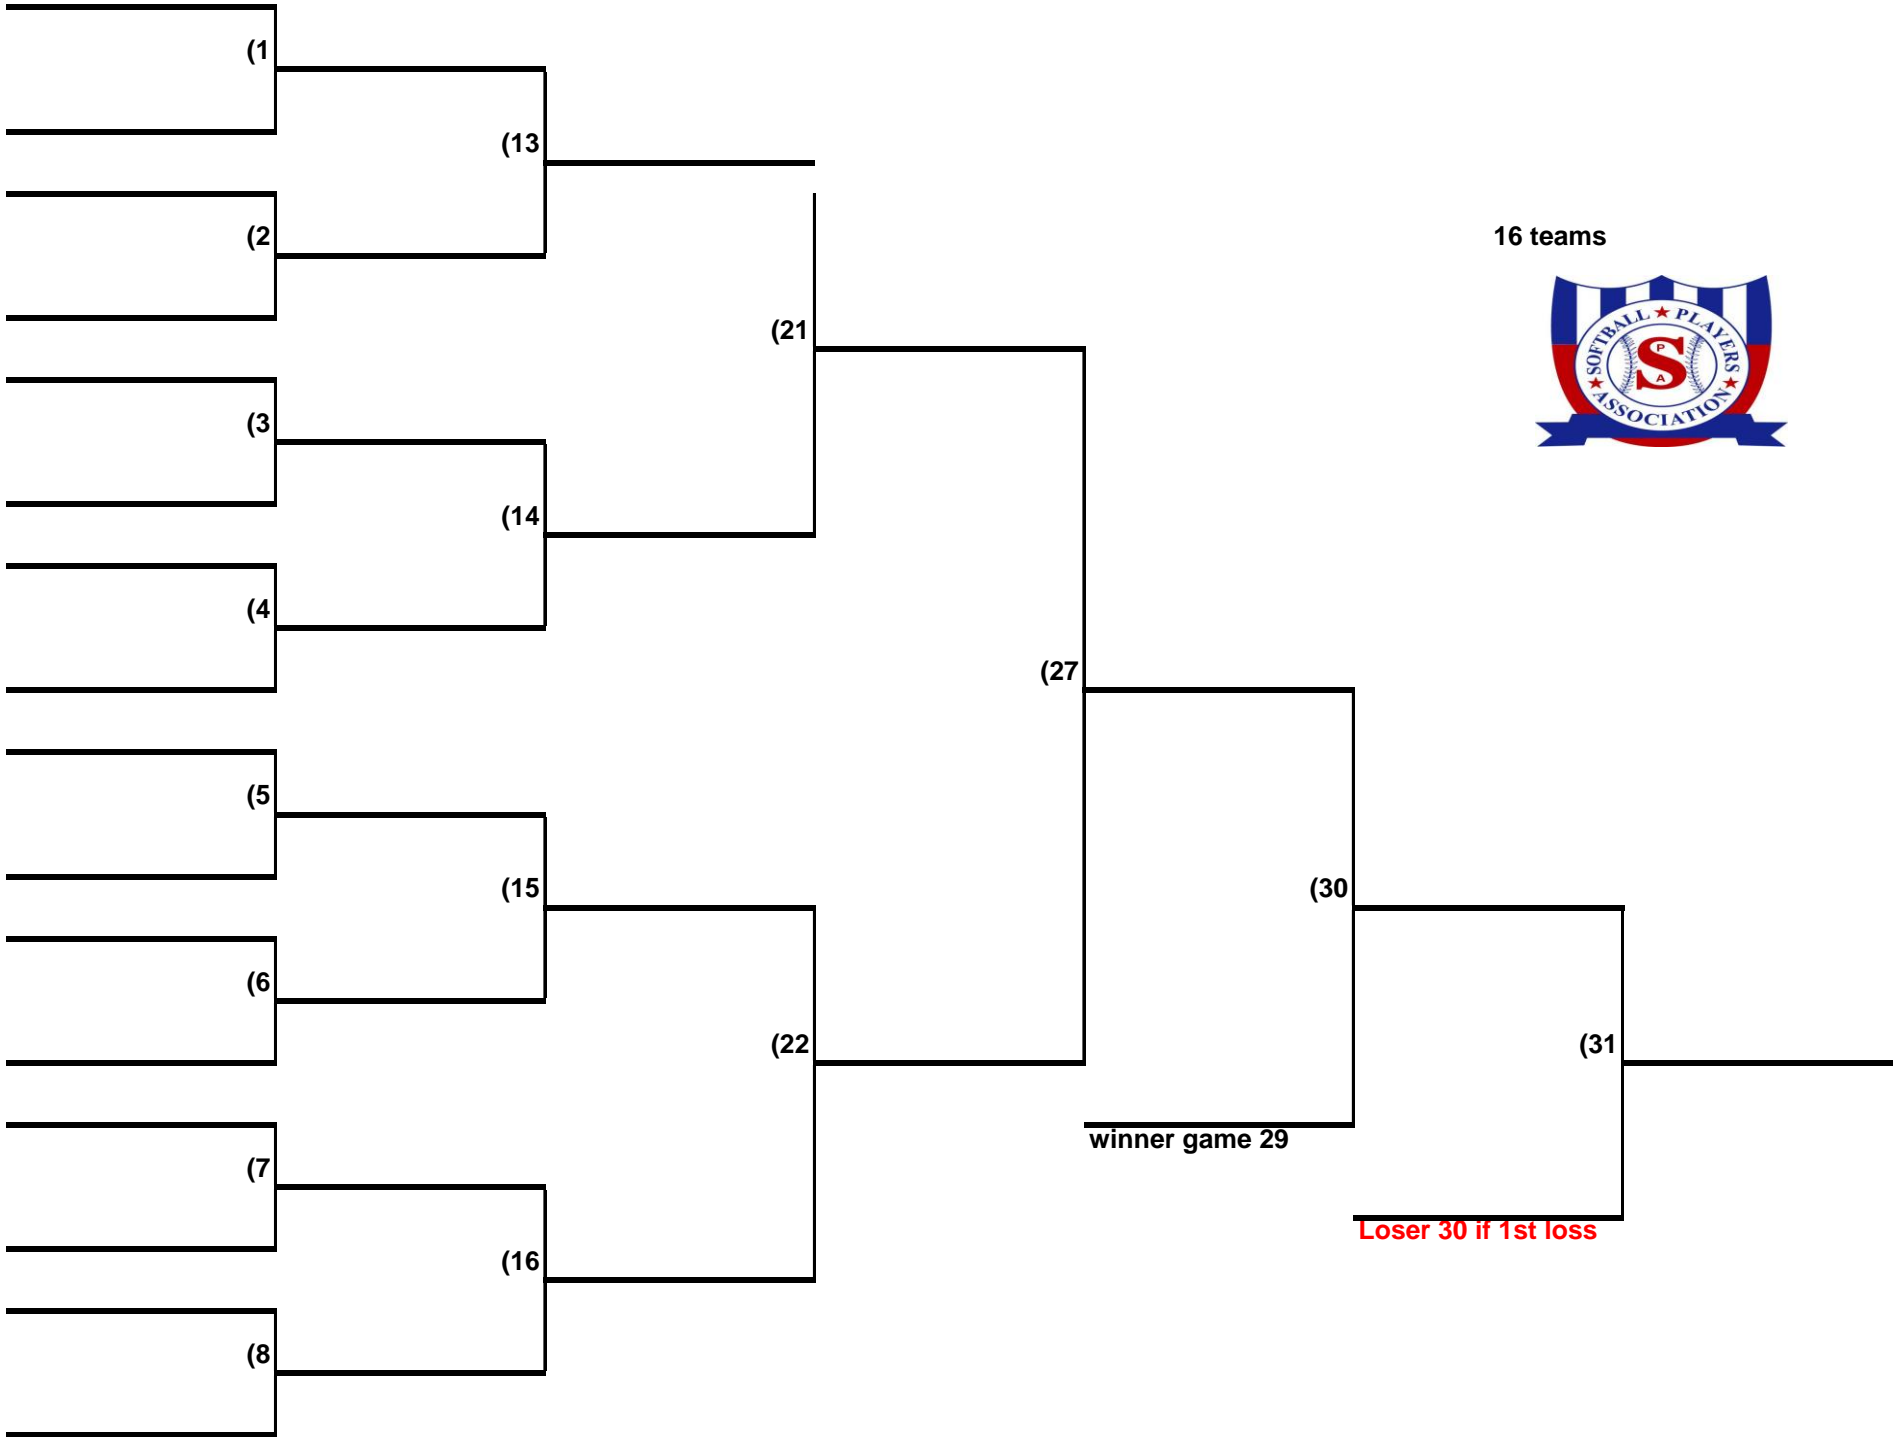 (1
(13
(2
16 teams
(21
SOFTBALL ★ PLAYERS
★ ASSOCIATION ★
P
S
A
(3
(14
(4
(27
(5
(15
(30
(6
(22
(31
winner game 29
(7
Loser 30 if 1st loss
(16
(8